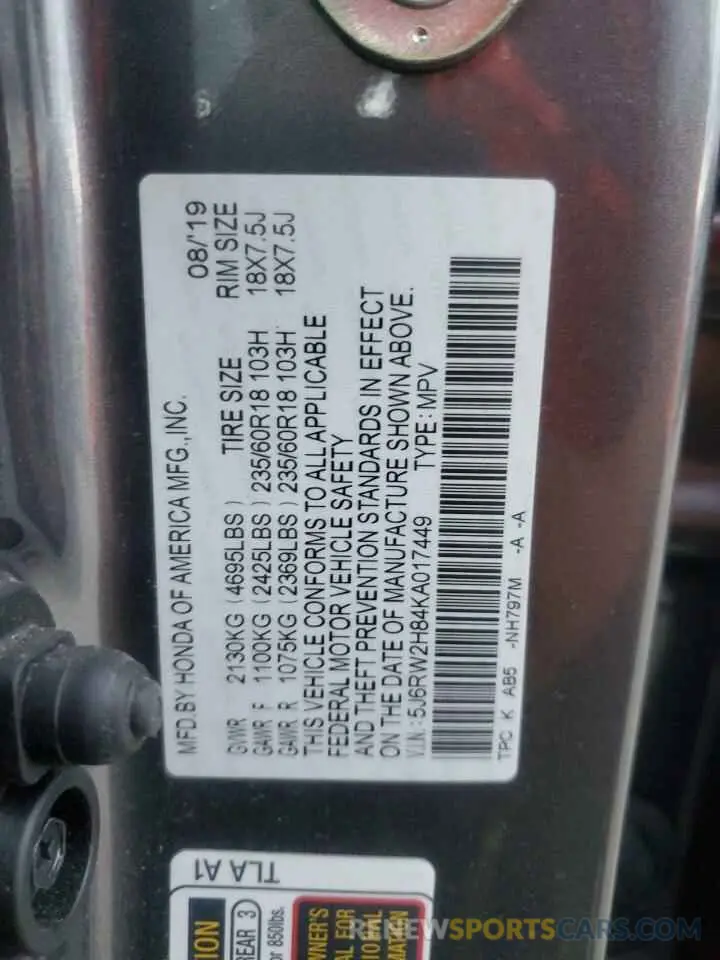 MFD.BY HONDA OF AMERICA MFG.,INC. 08/'19
GVWR 2130KG (4695LBS) TIRE SIZE RIM SIZE
GAWR F 1100KG (2425LBS) 235/60R18 103H 18X7.5J
GAWR R 1075KG (2369LBS) 235/60R18 103H 18X7.5J
THIS VEHICLE CONFORMS TO ALL APPLICABLE
FEDERAL MOTOR VEHICLE SAFETY
AND THEFT PREVENTION STANDARDS IN EFFECT
ON THE DATE OF MANUFACTURE SHOWN ABOVE.
V.I.N.: 5J6RW2H84KA017449 TYPE: MPV
TPC K AB5 -NH797M -A -A
TLA A1
REAR 3
850lbs.
RENEWSPORTSCARS.COM